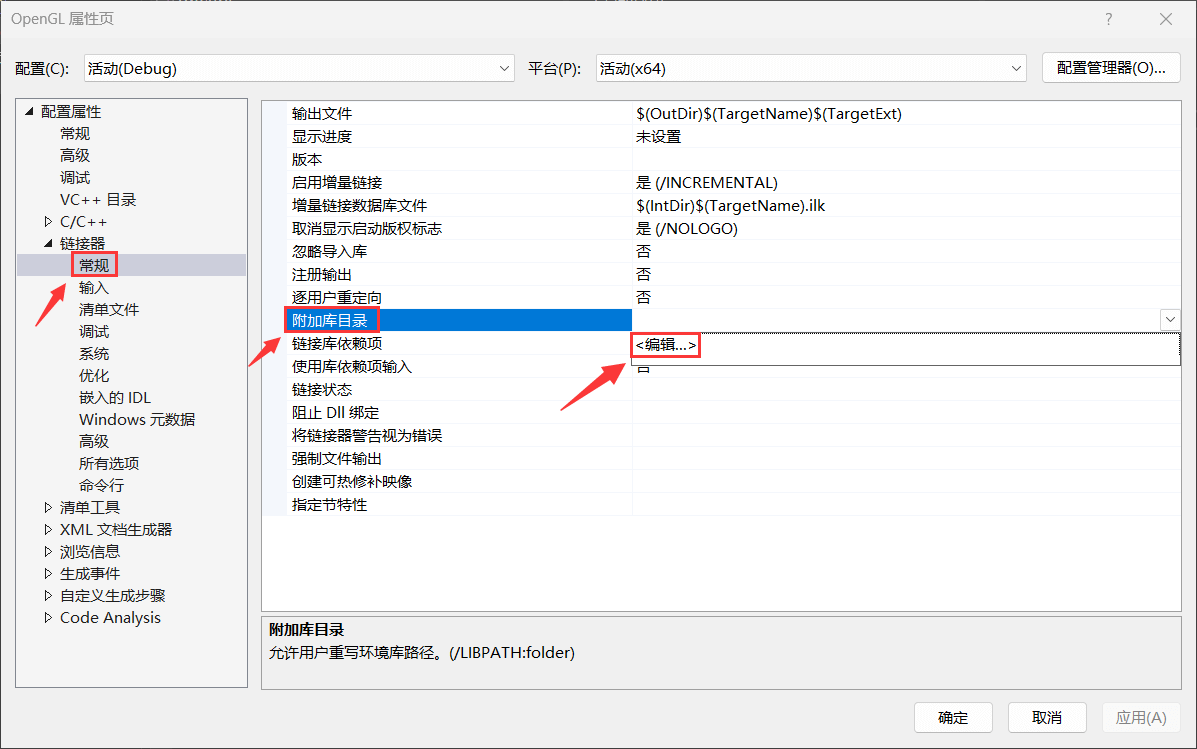 OpenGL 属性页
配置(C): 活动(Debug) 平台(P): 活动(x64) 配置管理器(O)...
配置属性
常规
高级
调试
VC++ 目录
C/C++
链接器
常规
输入
清单文件
调试
系统
优化
嵌入的 IDL
Windows 元数据
高级
所有选项
命令行
清单工具
XML 文档生成器
浏览信息
生成事件
自定义生成步骤
Code Analysis
输出文件 $(OutDir)$(TargetName)$(TargetExt)
显示进度 未设置
版本
启用增量链接 是 (/INCREMENTAL)
增量链接数据库文件 $(IntDir)$(TargetName).ilk
取消显示启动版权标志 是 (/NOLOGO)
忽略导入库 否
注册输出 否
逐用户重定向 否
附加库目录
链接库依赖项 <编辑...>
使用库依赖项输入 否
链接状态
阻止 Dll 绑定
将链接器警告视为错误
强制文件输出
创建可热修补映像
指定节特性
附加库目录
允许用户重写环境库路径。(/LIBPATH:folder)
确定 取消 应用(A)